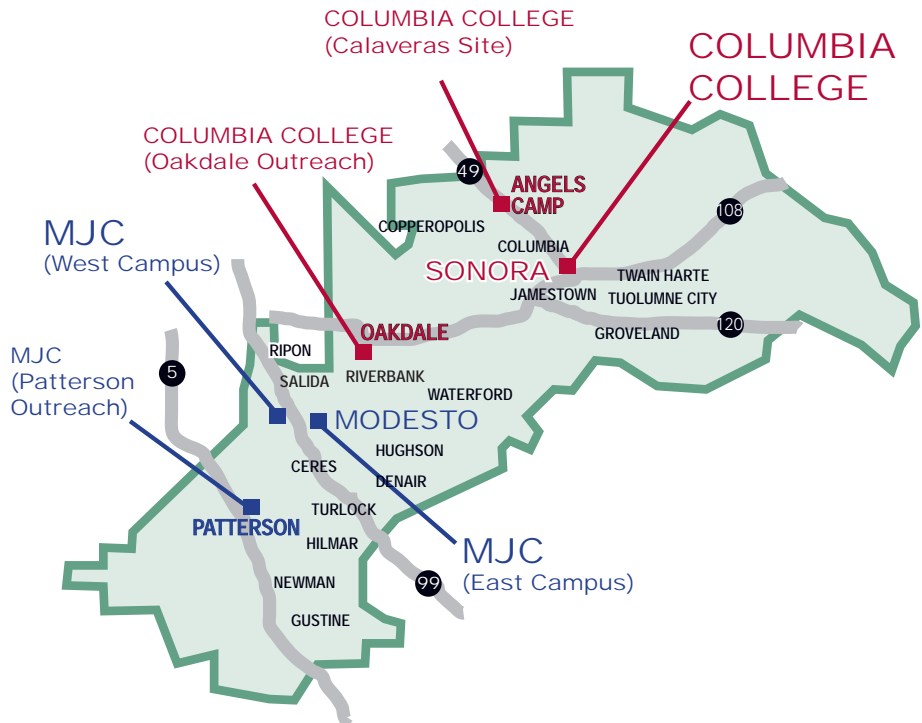 COLUMBIA COLLEGE
(Calaveras Site)
COLUMBIA
COLLEGE
COLUMBIA COLLEGE
(Oakdale Outreach)
49
ANGELS
CAMP
108
COPPEROPOLIS
MJC
(West Campus)
COLUMBIA
SONORA
TWAIN HARTE
JAMESTOWN
TUOLUMNE CITY
120
GROVELAND
OAKDALE
RIPON
MJC
(Patterson
Outreach)
5
SALIDA
RIVERBANK
WATERFORD
MODESTO
HUGHSON
CERES
DENAIR
TURLOCK
PATTERSON
HILMAR
MJC
(East Campus)
99
NEWMAN
GUSTINE